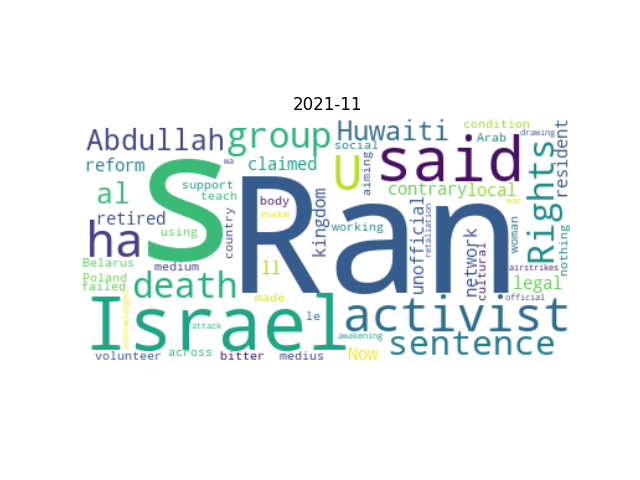 2021-11
Abdullah group Huwaiti condition
Arab drawing
reform claimed wa social aiming U said contrary local Rights resident
al S support teach Ran
retired using body shadow kingdom working unofficial retaliation network cultural woman nothing
ha country
Belarus medium ll airstrikes
Poland death made legal
failed official
acknowledged Israel attack le activist
awakening sentence
volunteer across bitter medius Now
war